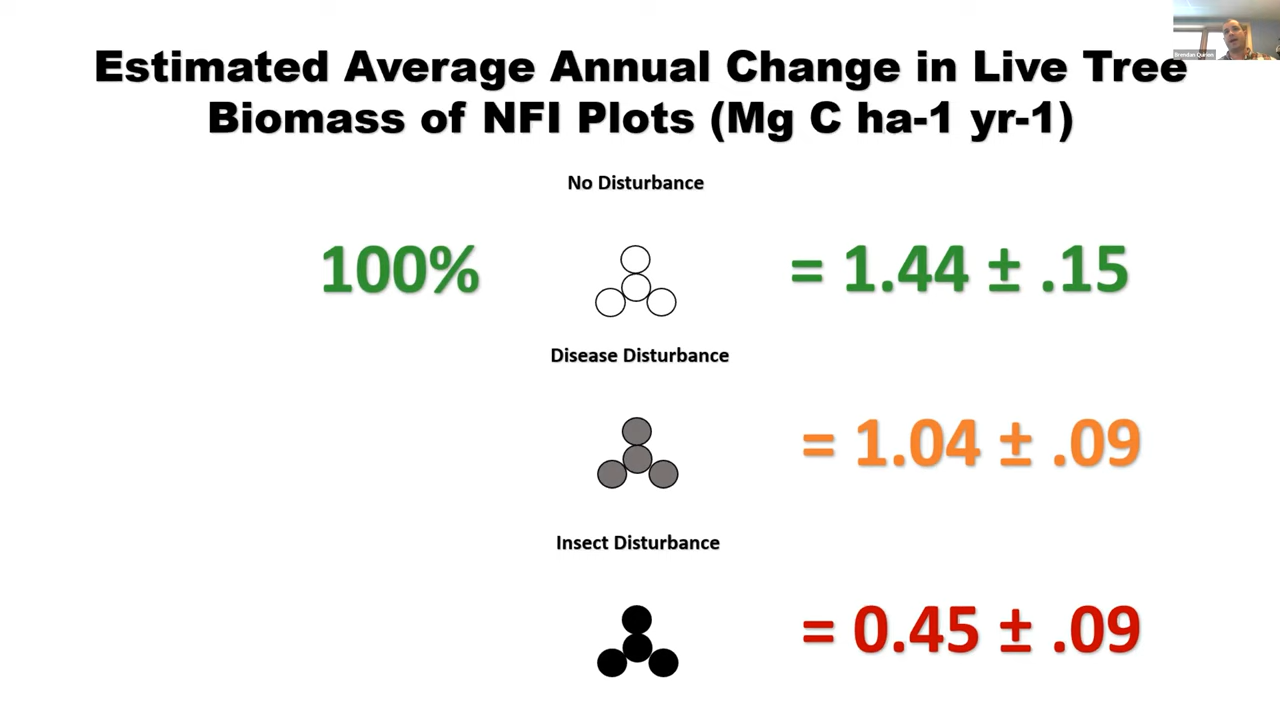 Estimated Average Annual Change in Live Tree
Biomass of NFI Plots (Mg C ha-1 yr-1)
No Disturbance
100%
= 1.44 ± .15
Disease Disturbance
= 1.04 ± .09
Insect Disturbance
= 0.45 ± .09